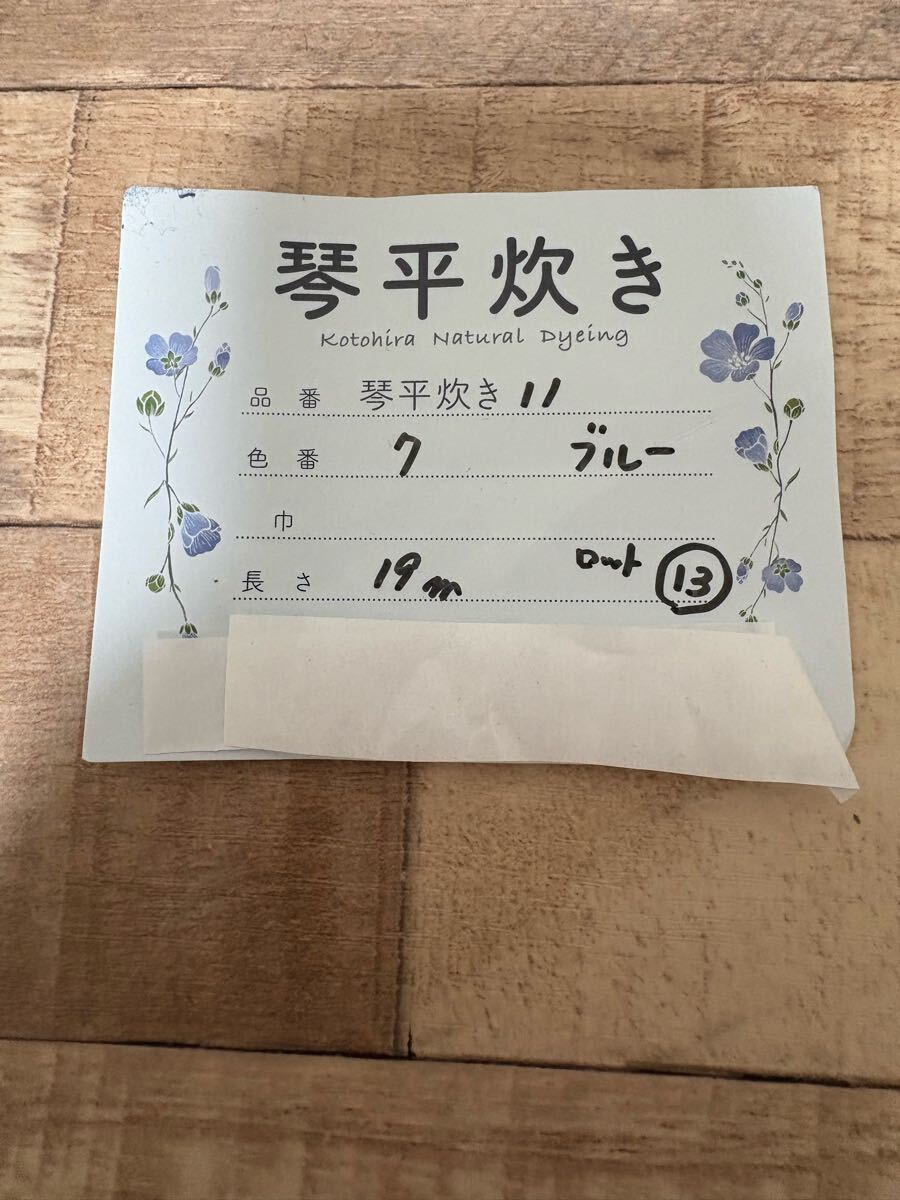 琴平炊き
Kotohira Natural Dyeing
品番 琴平炊き 11
色番 7 ブルー
巾
長さ 19m ロット ⑬